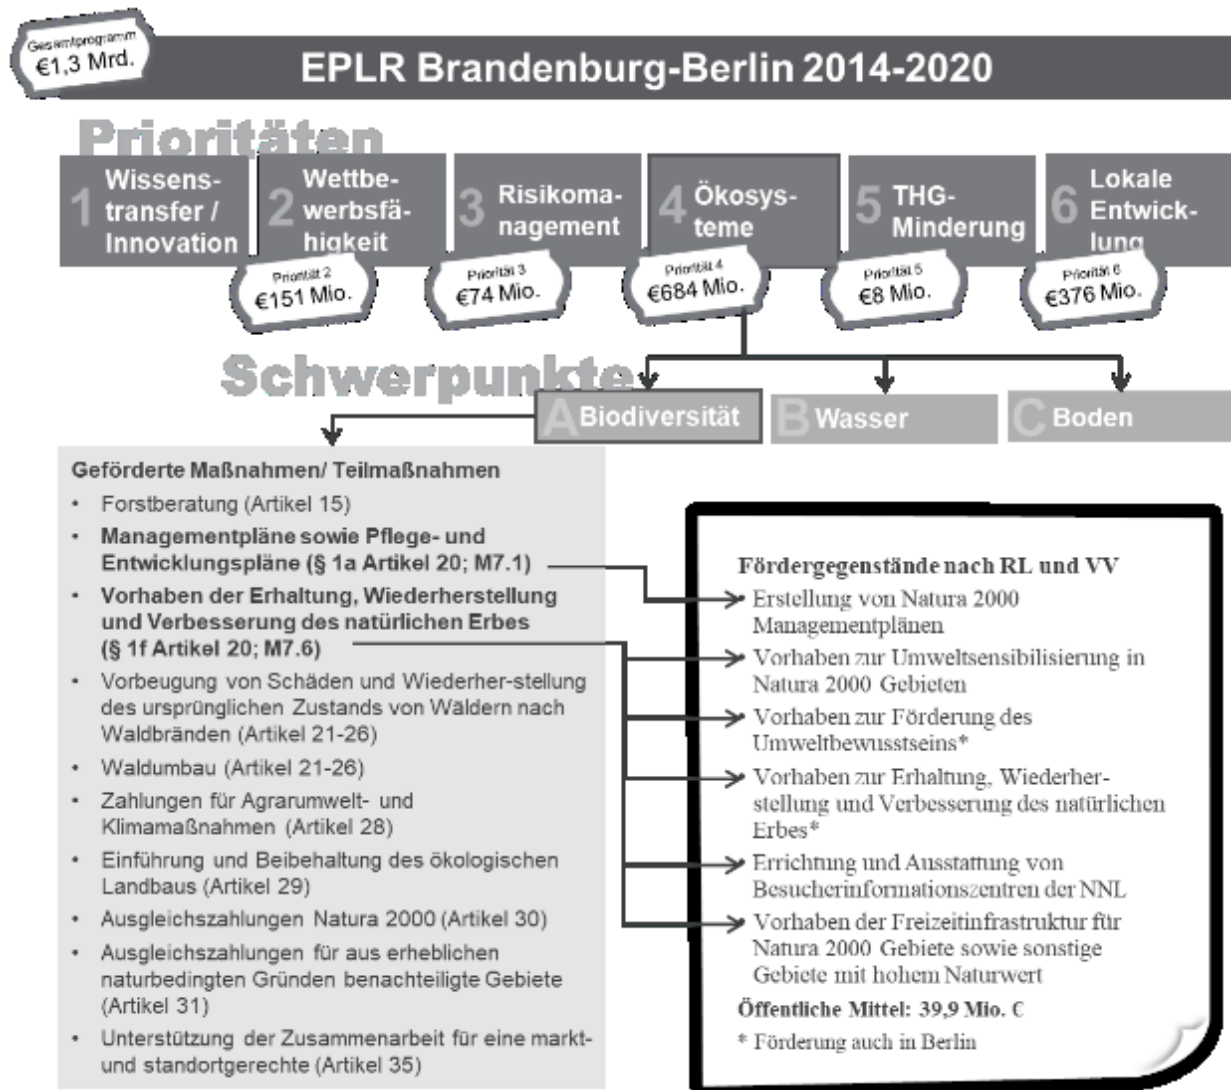 Gesamtprogramm
€1,3 Mrd.
EPLR Brandenburg-Berlin 2014-2020
Prioritäten
1 Wissens-
transfer /
Innovation
2 Wettbe-
werbsfä-
higkeit
3 Risikoma-
nagement
4 Ökosys-
teme
5 THG-
Minderung
6 Lokale
Entwick-
lung
Priorität 2
€151 Mio.
Priorität 3
€74 Mio.
Priorität 4
€684 Mio.
Priorität 5
€8 Mio.
Priorität 6
€376 Mio.
Schwerpunkte
A Biodiversität
B Wasser
C Boden
Geförderte Maßnahmen/ Teilmaßnahmen
• Forstberatung (Artikel 15)
• Managementpläne sowie Pflege- und
Entwicklungspläne (§ 1a Artikel 20; M7.1)
• Vorhaben der Erhaltung, Wiederherstellung
und Verbesserung des natürlichen Erbes
(§ 1f Artikel 20; M7.6)
• Vorbeugung von Schäden und Wiederher-stellung
des ursprünglichen Zustands von Wäldern nach
Waldbränden (Artikel 21-26)
• Waldumbau (Artikel 21-26)
• Zahlungen für Agrarumwelt- und
Klimamaßnahmen (Artikel 28)
• Einführung und Beibehaltung des ökologischen
Landbaus (Artikel 29)
• Ausgleichszahlungen Natura 2000 (Artikel 30)
• Ausgleichszahlungen für aus erheblichen
naturbedingten Gründen benachteiligte Gebiete
(Artikel 31)
• Unterstützung der Zusammenarbeit für eine markt-
und standortgerechte (Artikel 35)
Fördergegenstände nach RL und VV
• Erstellung von Natura 2000
Managementplänen
• Vorhaben zur Umweltsensibilisierung in
Natura 2000 Gebieten
• Vorhaben zur Förderung des
Umweltbewusstseins*
• Vorhaben zur Erhaltung, Wiederher-
stellung und Verbesserung des natürlichen
Erbes*
• Errichtung und Ausstattung von
Besucherinformationszentren der NNL
• Vorhaben der Freizeitinfrastruktur für
Natura 2000 Gebiete sowie sonstige
Gebiete mit hohem Naturwert
Öffentliche Mittel: 39,9 Mio. €
* Förderung auch in Berlin